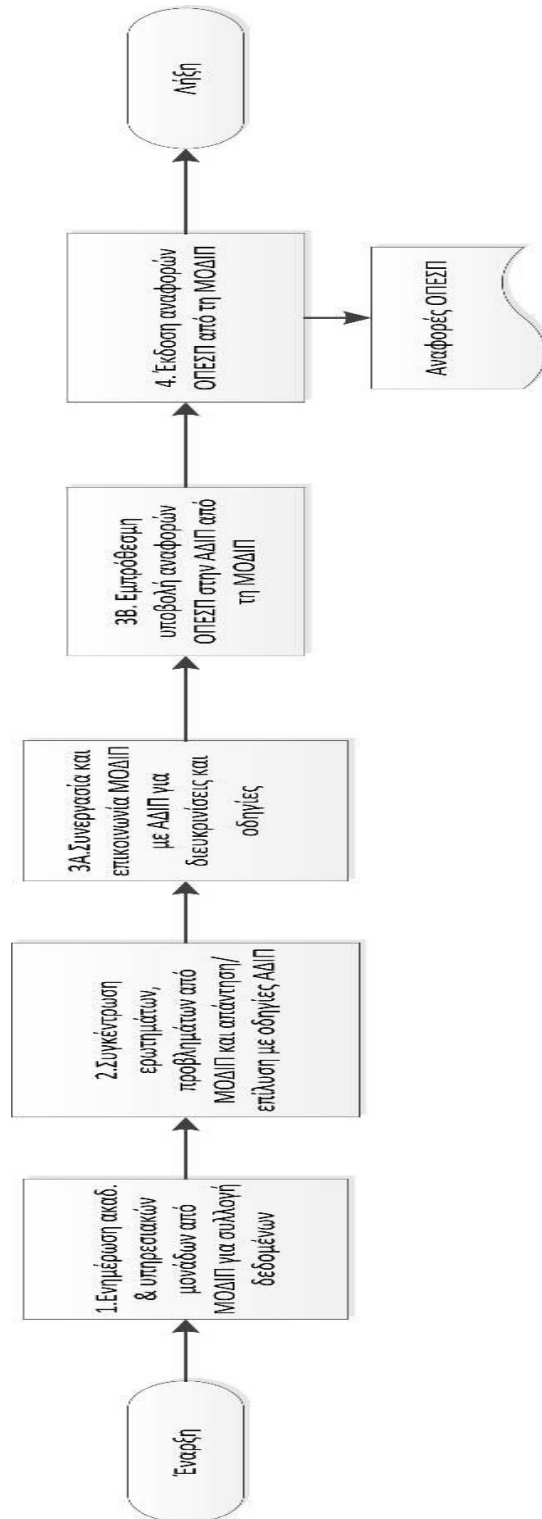 Έναρξη
1.Ενημέρωση ακαδ.
& υπηρεσιακών
μονάδων από
ΜΟΔΙΠ για συλλογή
δεδομένων
2.Συγκέντρωση
ερωτημάτων,
προβλημάτων από
ΜΟΔΙΠ και απάντηση/
επίλυση με οδηγίες ΑΔΙΠ
3Α.Συνεργασία και
επικοινωνία ΜΟΔΙΠ
με ΑΔΙΠ για
διευκρινίσεις και
οδηγίες
3Β. Εμπρόθεσμη
υποβολή αναφορών
ΟΠΕΣΠ στην ΑΔΙΠ από
τη ΜΟΔΙΠ
4. Έκδοση αναφορών
ΟΠΕΣΠ από τη ΜΟΔΙΠ
Αναφορές ΟΠΕΣΠ
Λήξη